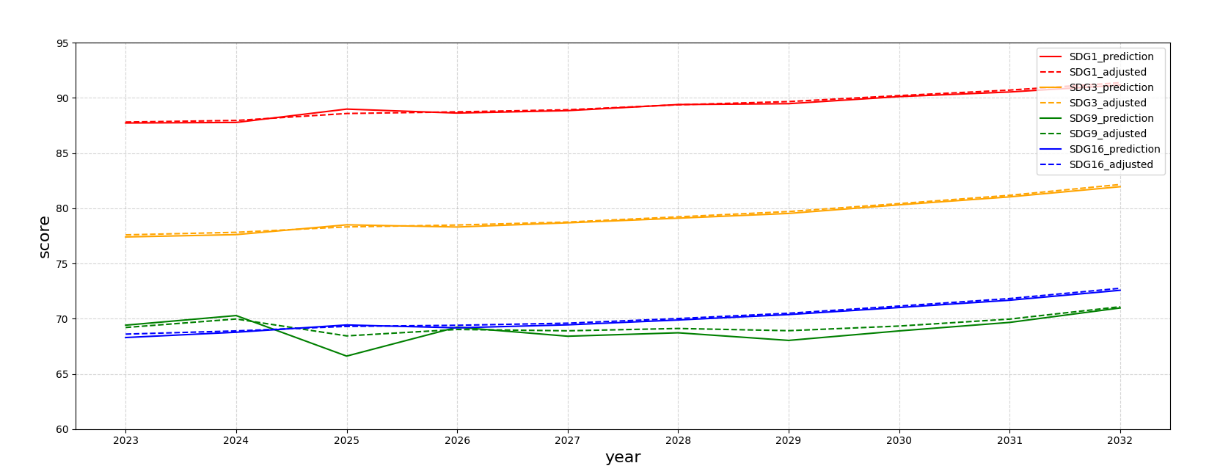 95
90
85
80
75
70
65
60
score
2023 2024 2025 2026 2027 2028 2029 2030 2031 2032
year
SDG1_prediction
SDG1_adjusted
SDG3_prediction
SDG3_adjusted
SDG9_prediction
SDG9_adjusted
SDG16_prediction
SDG16_adjusted